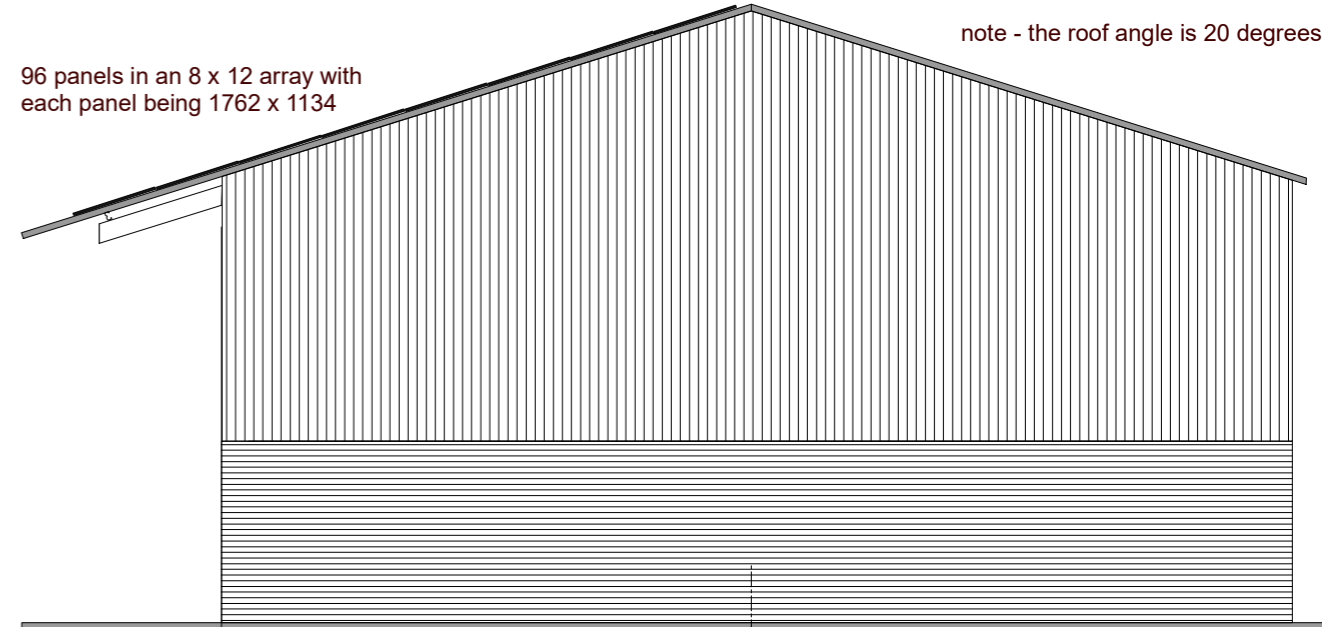 note - the roof angle is 20 degrees
96 panels in an 8 x 12 array with
each panel being 1762 x 1134